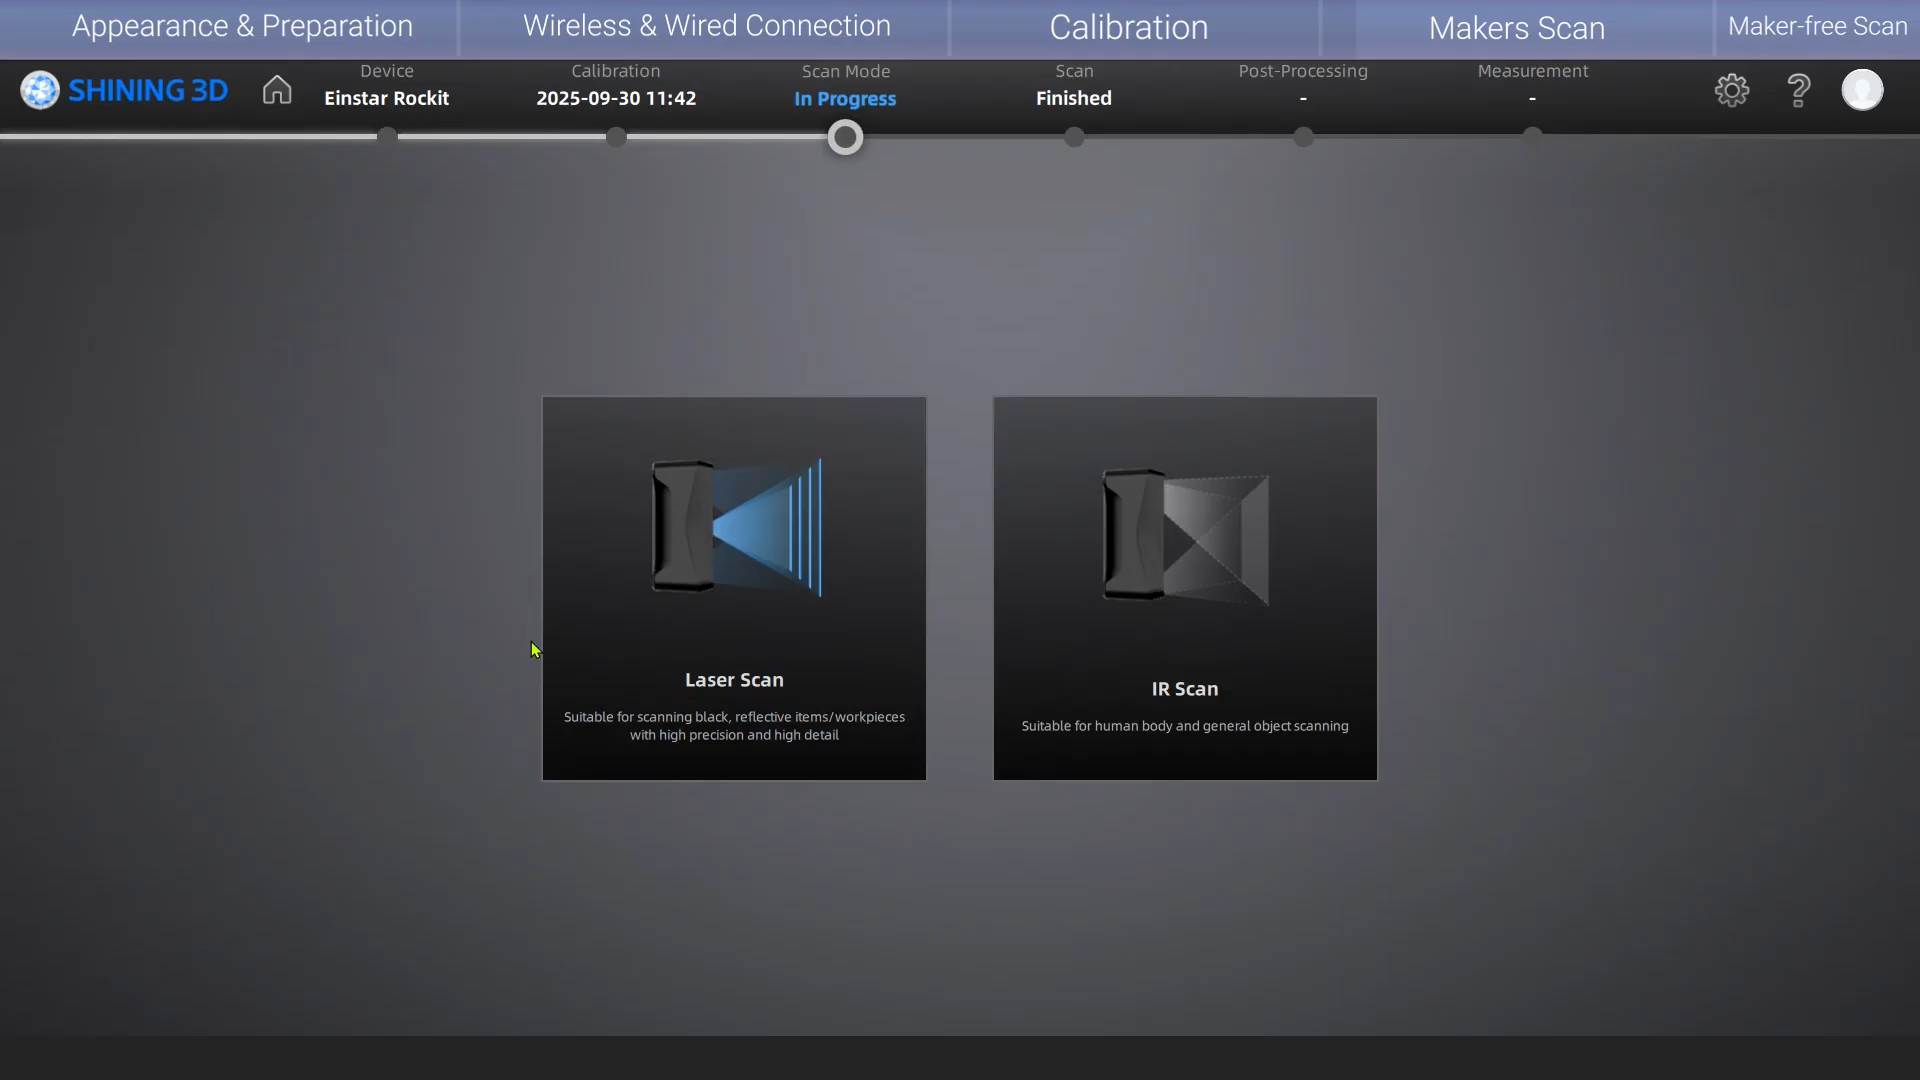 Appearance & Preparation
Wireless & Wired Connection
Calibration
Makers Scan
Maker-free Scan
SHINING 3D
Device
Einstar Rockit
Calibration
2025-09-30 11:42
Scan Mode
In Progress
Scan
Finished
Post-Processing
-
Measurement
-
Laser Scan
Suitable for scanning black, reflective items/workpieces
with high precision and high detail
IR Scan
Suitable for human body and general object scanning